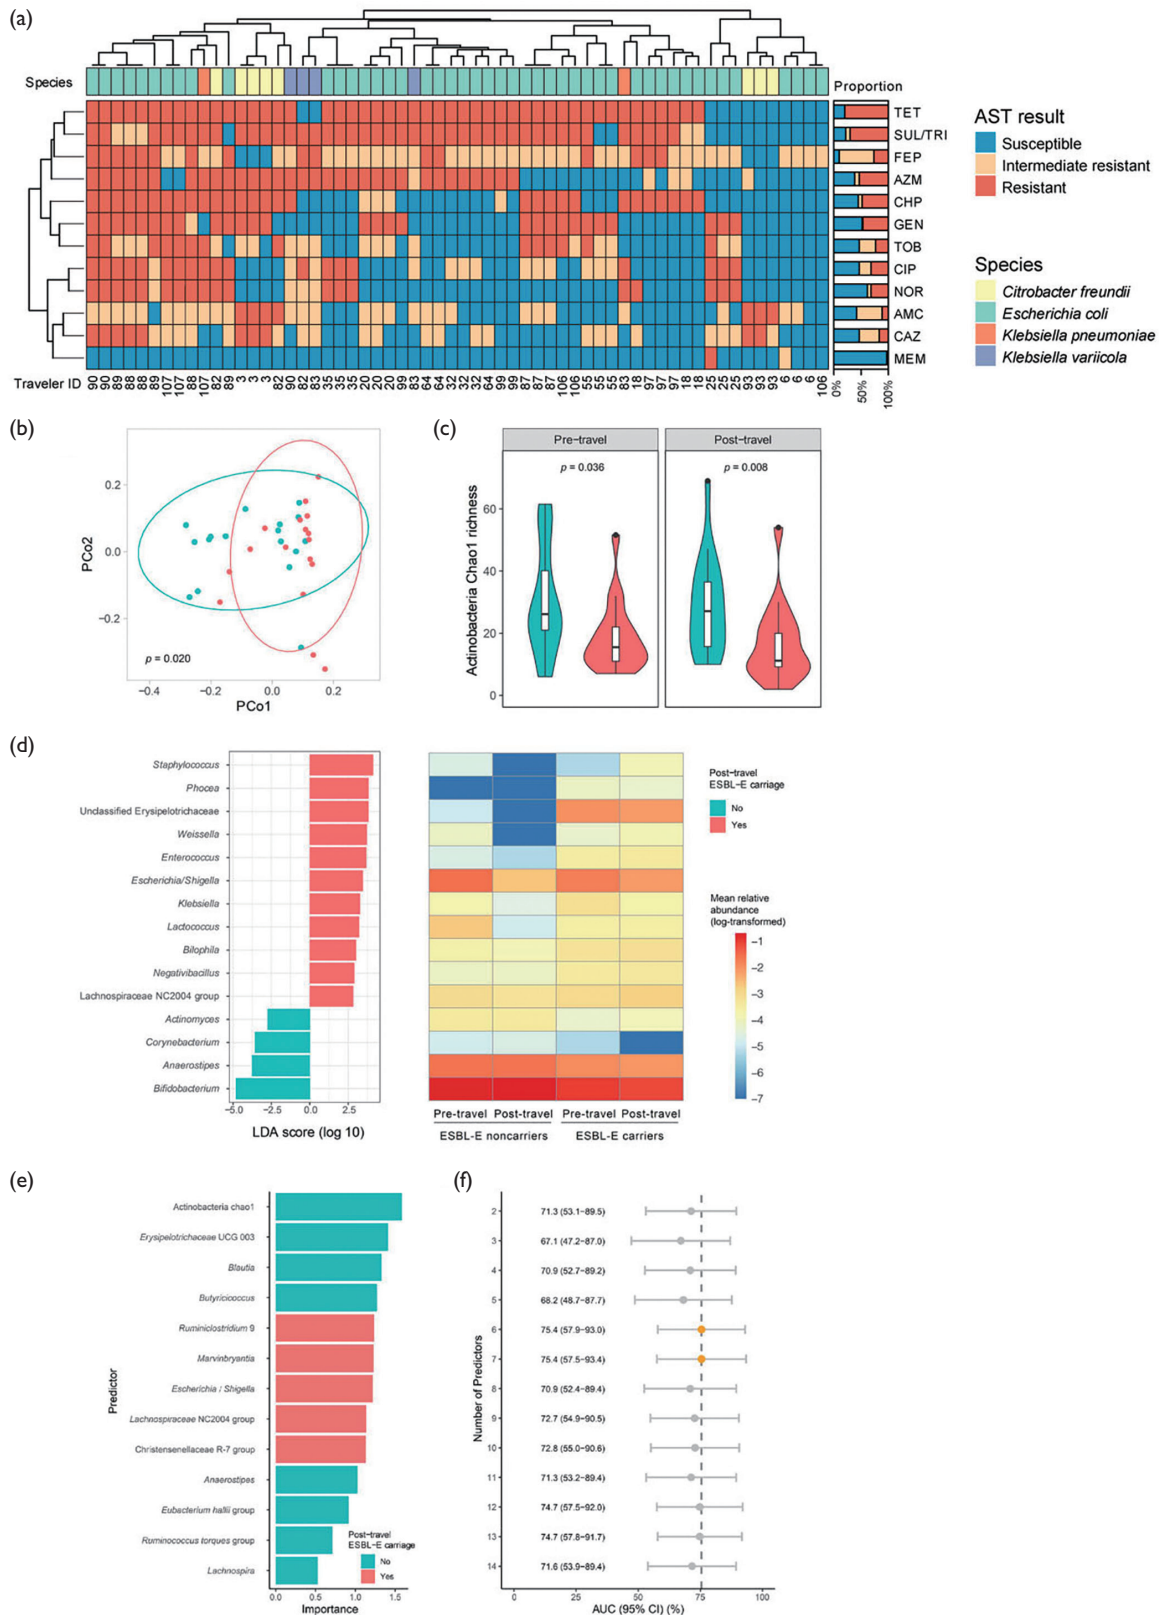 (a)
Species
Proportion
TET
SUL/TRI
FEP
AZM
CHP
GEN
TOB
CIP
NOR
AMC
CAZ
MEM
Traveler ID
0% 50% 100%
AST result
Susceptible
Intermediate resistant
Resistant
Species
Citrobacter freundii
Escherichia coli
Klebsiella pneumoniae
Klebsiella variicola
(b)
PCo2
0.2
0.0
−0.2
p = 0.020
−0.4 −0.2 0.0 0.2
PCo1
(c)
Pre-travel Post-travel
p = 0.036 p = 0.008
Actinobacteria Chao1 richness
60
40
20
0
(d)
Staphylococcus
Phocea
Unclassified Erysipelotrichaceae
Weissella
Enterococcus
Escherichia/Shigella
Klebsiella
Lactococcus
Bilophila
Negativibacillus
Lachnospiraceae NC2004 group
Actinomyces
Corynebacterium
Anaerostipes
Bifidobacterium
−5.0 −2.5 0.0 2.5
LDA score (log 10)
Pre-travel Post-travel Pre-travel Post-travel
ESBL-E noncarriers ESBL-E carriers
Post-travel
ESBL−E carriage
No
Yes
Mean relative
abundance
(log-transformed)
−1
−2
−3
−4
−5
−6
−7
(e)
Predictor
Actinobacteria chao1
Erysipelotrichaceae UCG 003
Blautia
Butyricicoccus
Ruminiclostridium 9
Marvinbryantia
Escherichia / Shigella
Lachnospiraceae NC2004 group
Christensenellaceae R-7 group
Anaerostipes
Eubacterium hallii group
Ruminococcus torques group
Lachnospira
Post-travel
ESBL−E carriage
No
Yes
0.0 0.5 1.0 1.5
Importance
(f)
Number of Predictors
2 71.3 (53.1−89.5)
3 67.1 (47.2−87.0)
4 70.9 (52.7−89.2)
5 68.2 (48.7−87.7)
6 75.4 (57.9−93.0)
7 75.4 (57.5−93.4)
8 70.9 (52.4−89.4)
9 72.7 (54.9−90.5)
10 72.8 (55.0−90.6)
11 71.3 (53.2−89.4)
12 74.7 (57.5−92.0)
13 74.7 (57.8−91.7)
14 71.6 (53.9−89.4)
0 25 50 75 100
AUC (95% CI) (%)